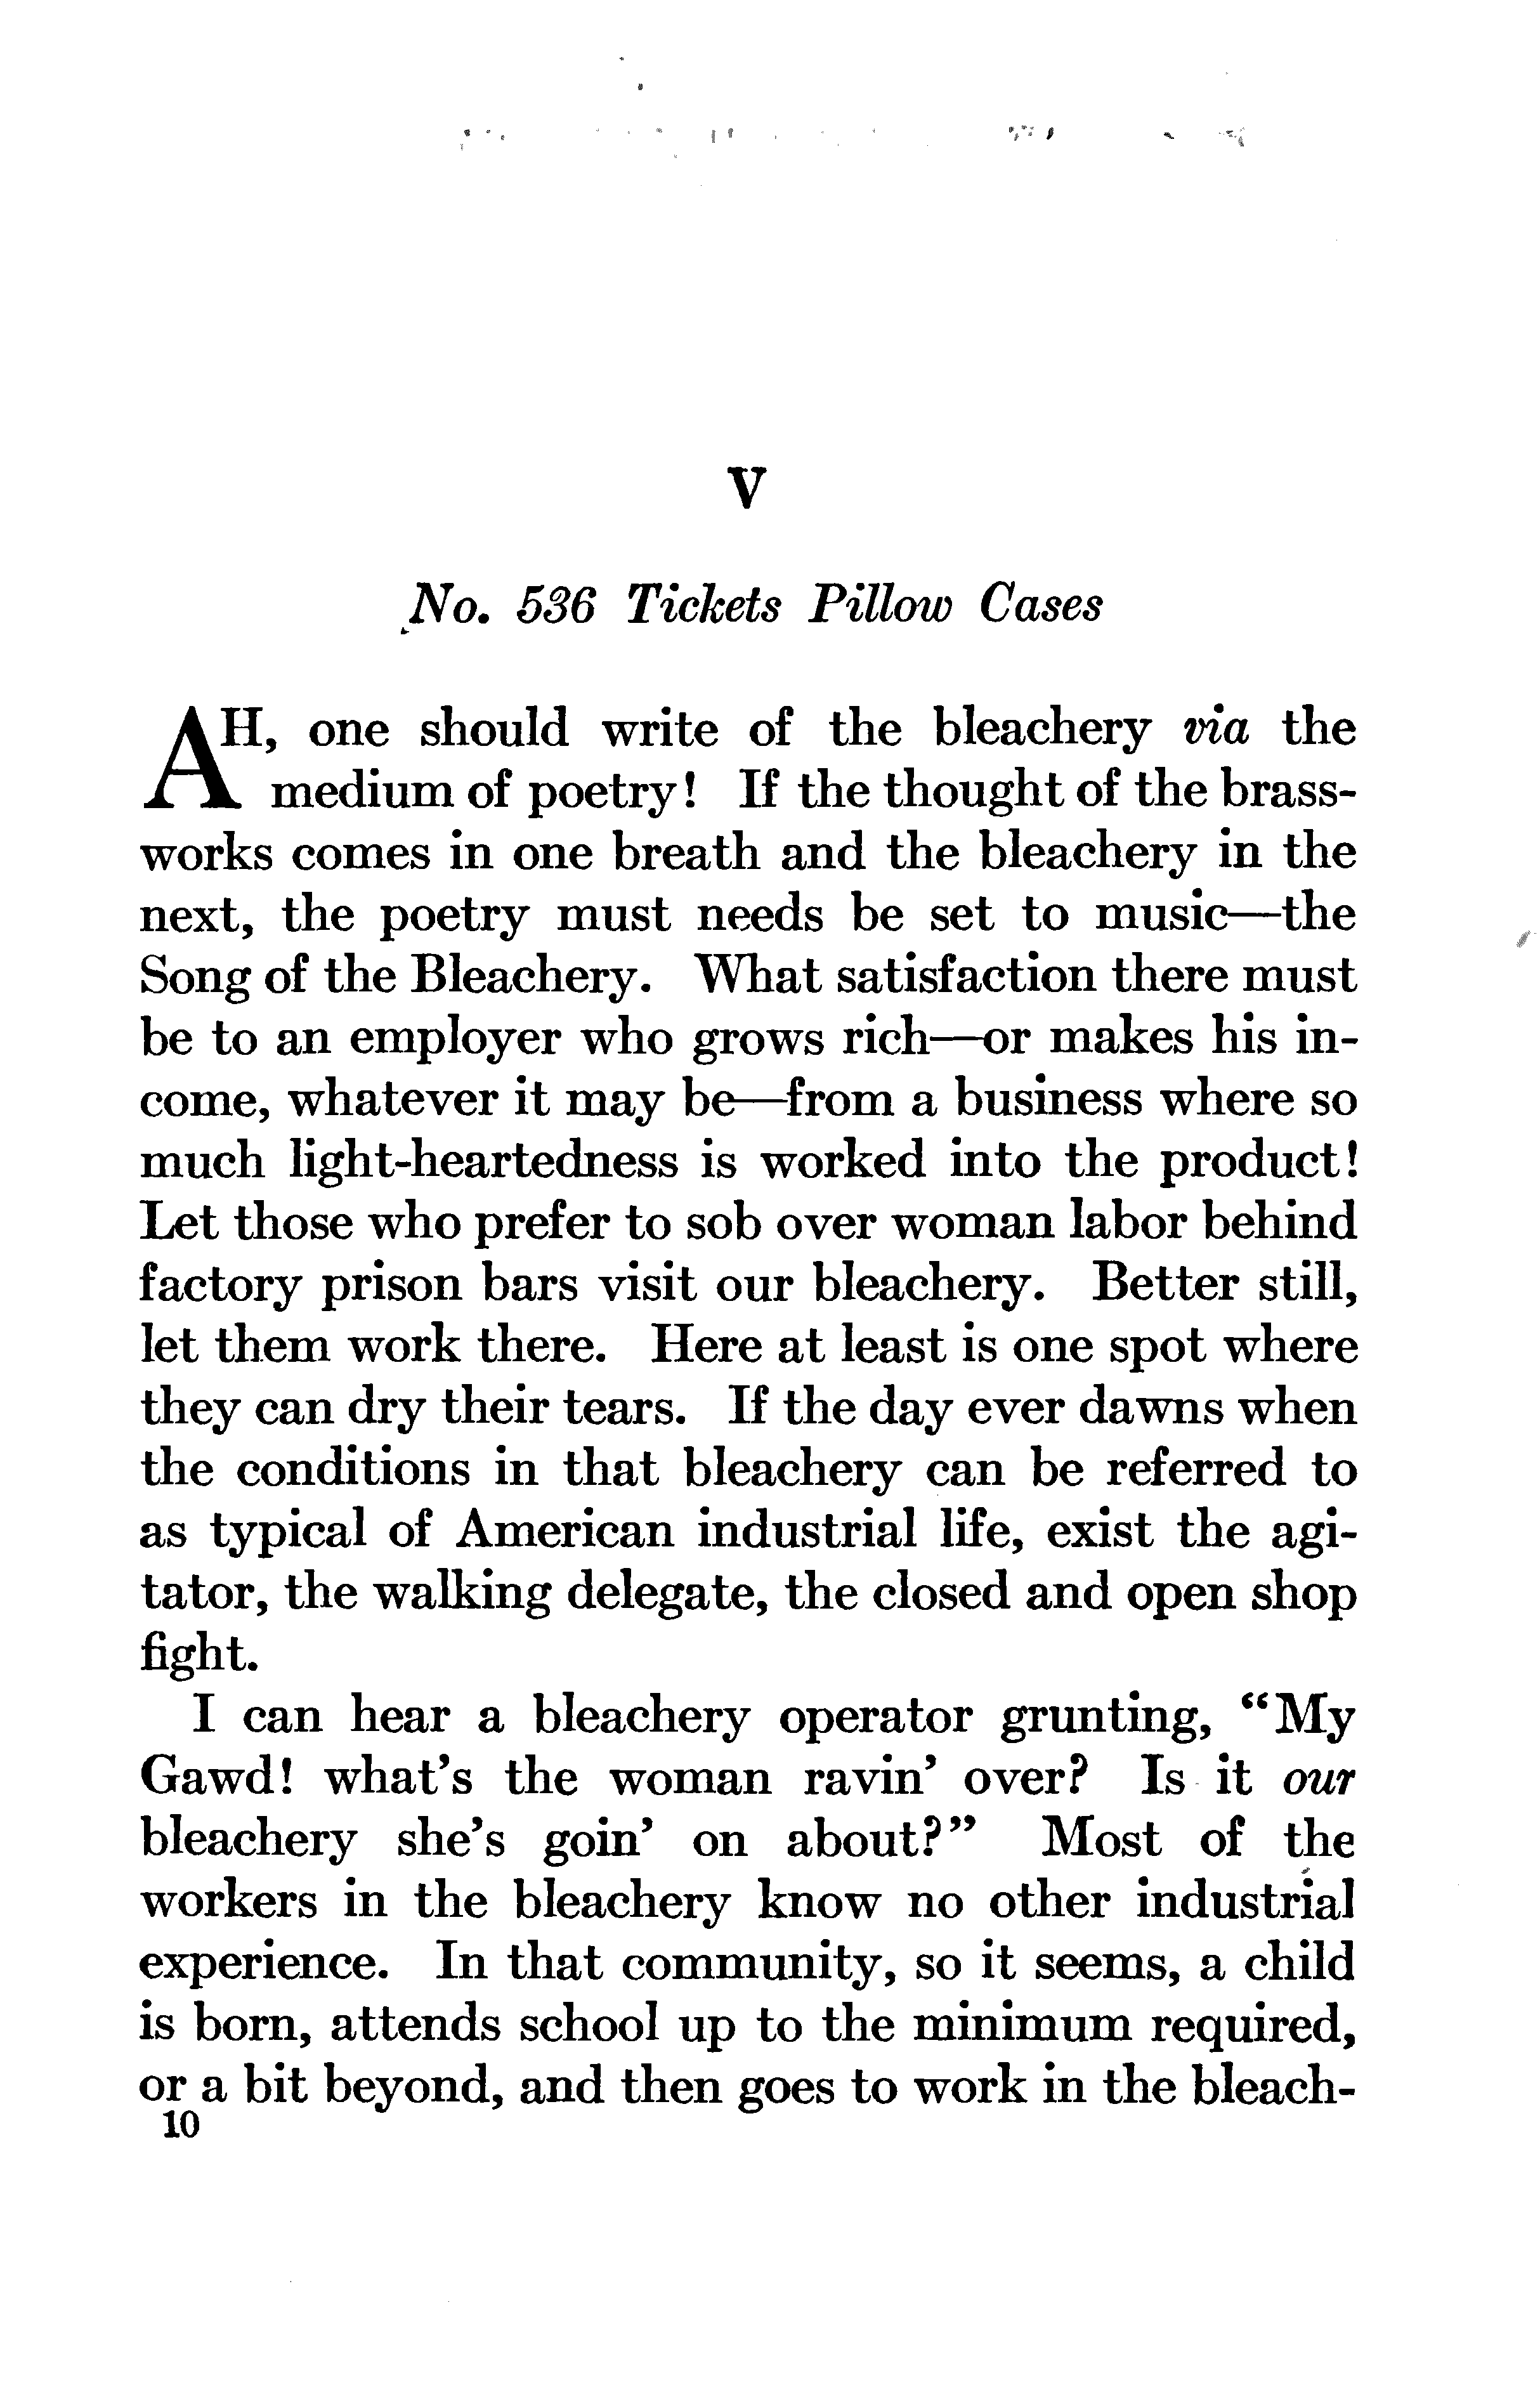 V
No. 536 Tickets Pillow Cases
AH, one should write of the bleachery via the
medium of poetry! If the thought of the brass-
works comes in one breath and the bleachery in the
next, the poetry must needs be set to music—the
Song of the Bleachery. What satisfaction there must
be to an employer who grows rich—or makes his in-
come, whatever it may be—from a business where so
much light-heartedness is worked into the product!
Let those who prefer to sob over woman labor behind
factory prison bars visit our bleachery. Better still,
let them work there. Here at least is one spot where
they can dry their tears. If the day ever dawns when
the conditions in that bleachery can be referred to
as typical of American industrial life, exist the agi-
tator, the walking delegate, the closed and open shop
fight.
I can hear a bleachery operator grunting, "My
Gawd! what's the woman ravin' over? Is it our
bleachery she's goin' on about?" Most of the
workers in the bleachery know no other industrial
experience. In that community, so it seems, a child
is born, attends school up to the minimum required,
or a bit beyond, and then goes to work in the bleach-
10